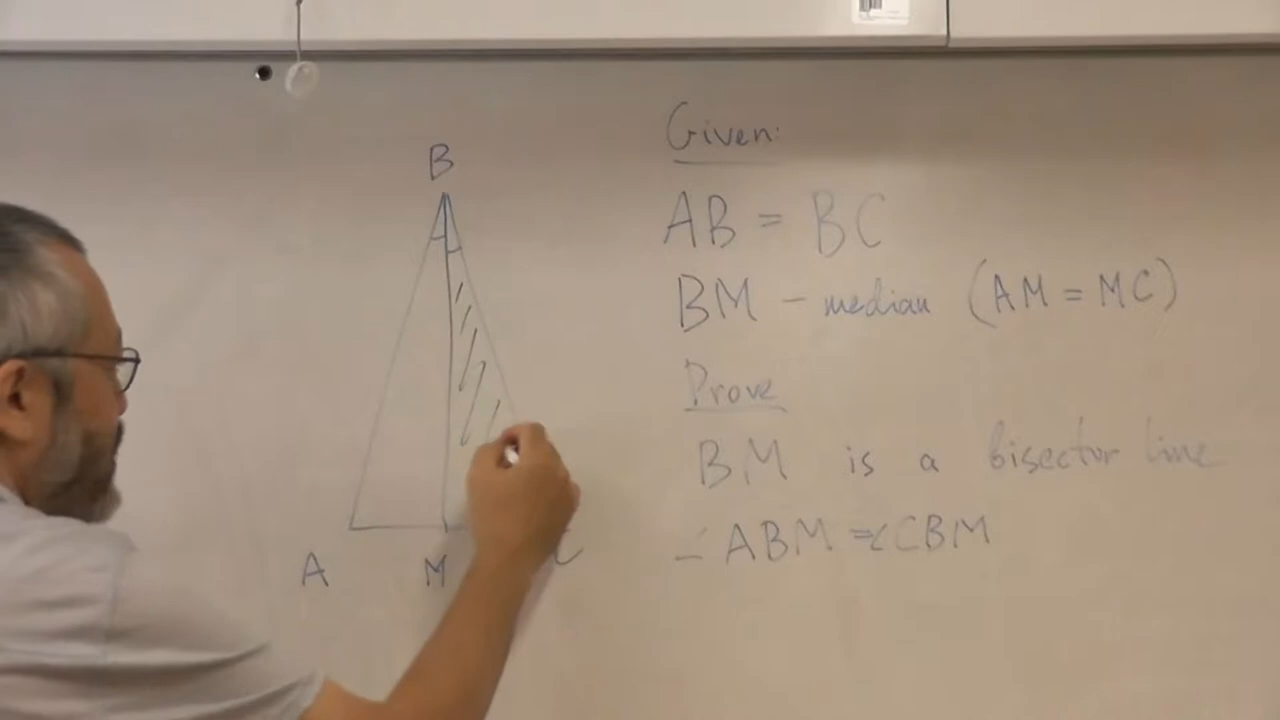 B
A M C
Given:
AB = BC
BM - median (AM = MC)
Prove
BM is a bisector line
∠ABM = ∠CBM